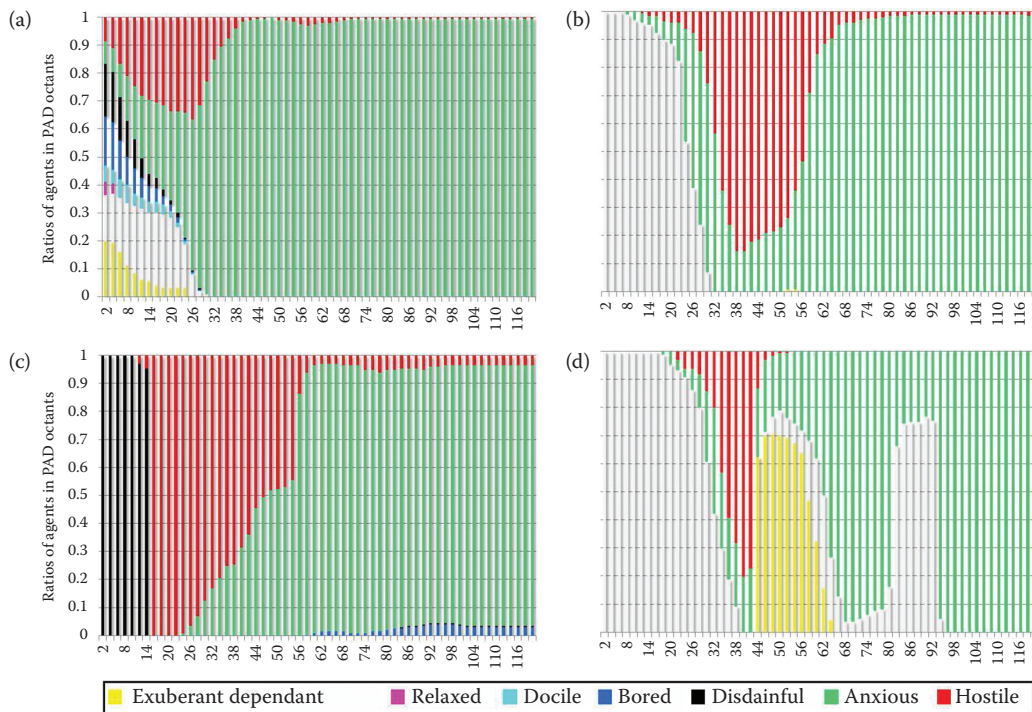 (a)
Ratios of agents in PAD octants
1
0.9
0.8
0.7
0.6
0.5
0.4
0.3
0.2
0.1
0
2 8 14 20 26 32 38 44 50 56 62 68 74 80 86 92 98 104 110 116
(b)
2 8 14 20 26 32 38 44 50 56 62 68 74 80 86 92 98 104 110 116
(c)
Ratios of agents in PAD octants
1
0.9
0.8
0.7
0.6
0.5
0.4
0.3
0.2
0.1
0
2 8 14 20 26 32 38 44 50 56 62 68 74 80 86 92 98 104 110 116
(d)
2 8 14 20 26 32 38 44 50 56 62 68 74 80 86 92 98 104 110 116
Exuberant dependant Relaxed Docile Bored Disdainful Anxious Hostile